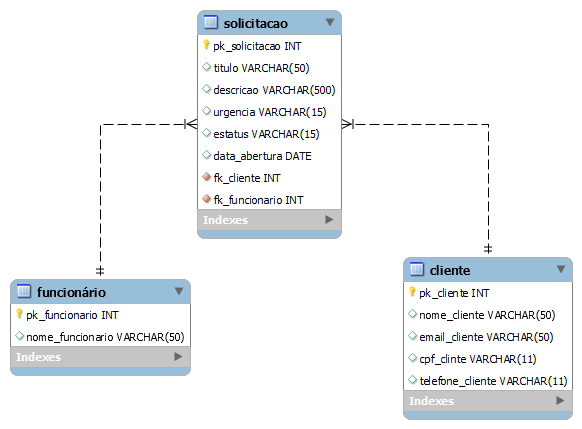 solicitacao
pk_solicitacao INT
titulo VARCHAR(50)
descricao VARCHAR(500)
urgencia VARCHAR(15)
estatus VARCHAR(15)
data_abertura DATE
fk_cliente INT
fk_funcionario INT
Indexes
funcionário
pk_funcionario INT
nome_funcionario VARCHAR(50)
Indexes
cliente
pk_cliente INT
nome_cliente VARCHAR(50)
email_cliente VARCHAR(50)
cpf_clinte VARCHAR(11)
telefone_cliente VARCHAR(11)
Indexes